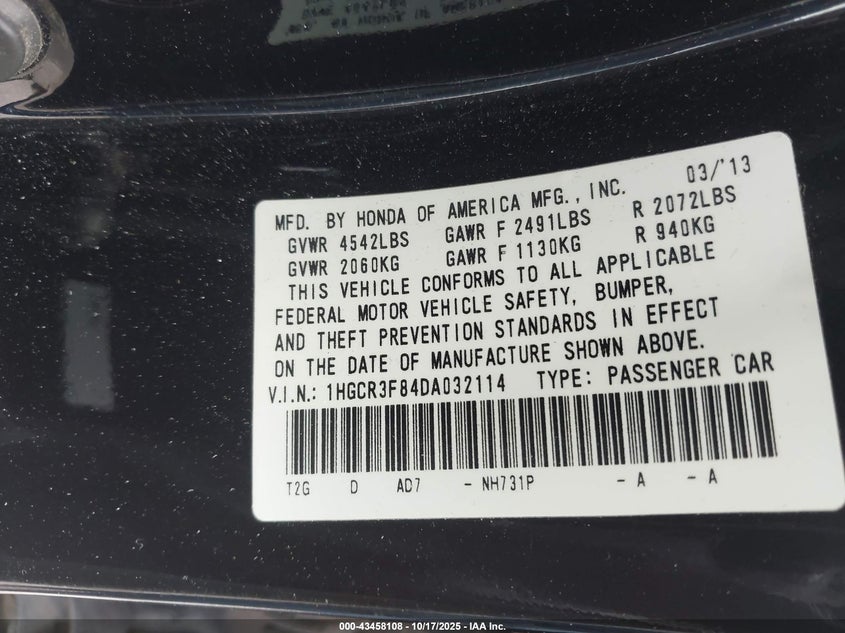 MFD. BY HONDA OF AMERICA MFG., INC. 03/'13
GVWR 4542LBS GAWR F 2491LBS R 2072LBS
GVWR 2060KG GAWR F 1130KG R 940KG
THIS VEHICLE CONFORMS TO ALL APPLICABLE
FEDERAL MOTOR VEHICLE SAFETY, BUMPER,
AND THEFT PREVENTION STANDARDS IN EFFECT
ON THE DATE OF MANUFACTURE SHOWN ABOVE.
V.I.N.: 1HGCR3F84DA032114 TYPE: PASSENGER CAR
T2G D AD7 - NH731P - A - A
000-43458108 - 10/17/2025 - IAA Inc.